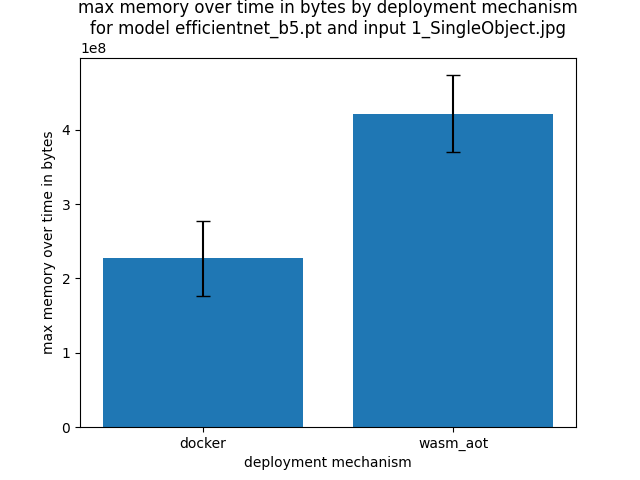 max memory over time in bytes by deployment mechanism
for model efficientnet_b5.pt and input 1_SingleObject.jpg
1e8
max memory over time in bytes
4
3
2
1
0
docker
wasm_aot
deployment mechanism